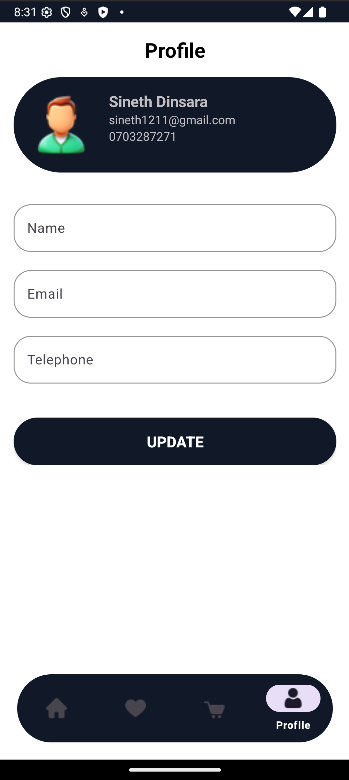 8:31
Profile
Sineth Dinsara
sineth1211@gmail.com
0703287271
Name
Email
Telephone
UPDATE
Profile